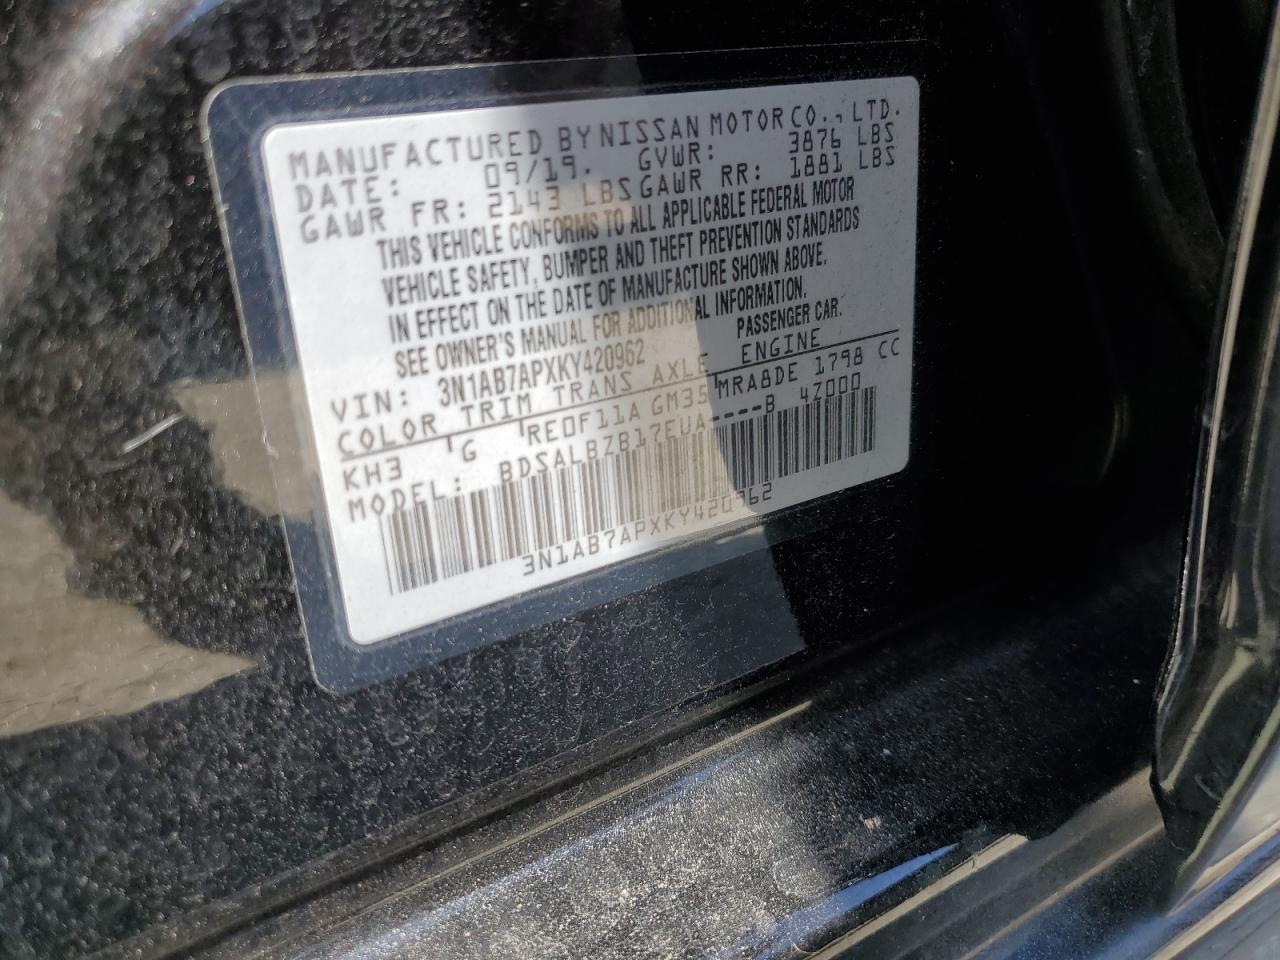 MANUFACTURED BY NISSAN MOTOR CO., LTD.
DATE: 09/19. GVWR: 3876 LBS
GAWR FR: 2143 LBS GAWR RR: 1881 LBS
THIS VEHICLE CONFORMS TO ALL APPLICABLE FEDERAL MOTOR
VEHICLE SAFETY, BUMPER AND THEFT PREVENTION STANDARDS
IN EFFECT ON THE DATE OF MANUFACTURE SHOWN ABOVE.
SEE OWNER'S MANUAL FOR ADDITIONAL INFORMATION.
VIN: 3N1AB7APXKY420962 PASSENGER CAR.
COLOR TRIM TRANS AXLE ENGINE
KH3 G RE0F11A GM35 MRA8DE 1798 CC
MODEL: BDSALBZB17EUA----B 4Z000
3N1AB7APXKY420962